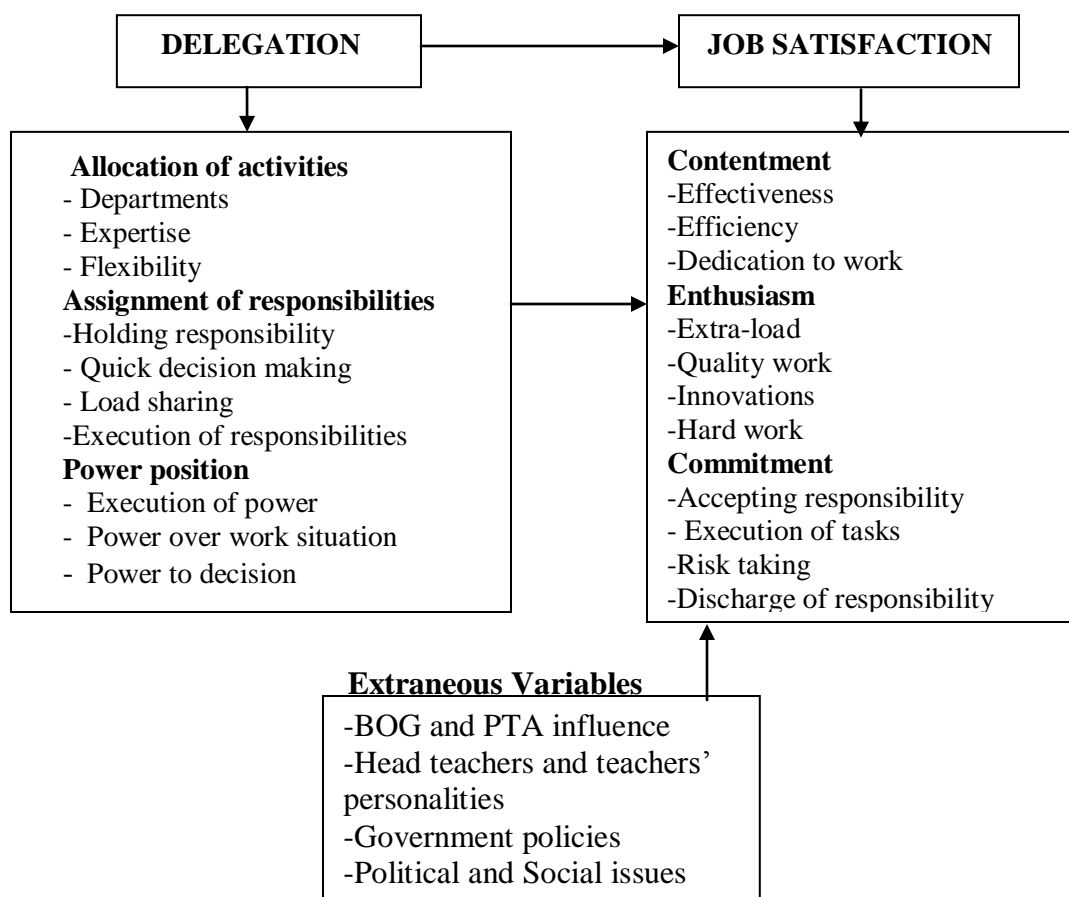 DELEGATION
JOB SATISFACTION
Allocation of activities
- Departments
- Expertise
- Flexibility
Assignment of responsibilities
-Holding responsibility
- Quick decision making
- Load sharing
-Execution of responsibilities
Power position
- Execution of power
- Power over work situation
- Power to decision
Contentment
-Effectiveness
-Efficiency
-Dedication to work
Enthusiasm
-Extra-load
-Quality work
-Innovations
-Hard work
Commitment
-Accepting responsibility
- Execution of tasks
-Risk taking
-Discharge of responsibility
Extraneous Variables
-BOG and PTA influence
-Head teachers and teachers’
personalities
-Government policies
-Political and Social issues